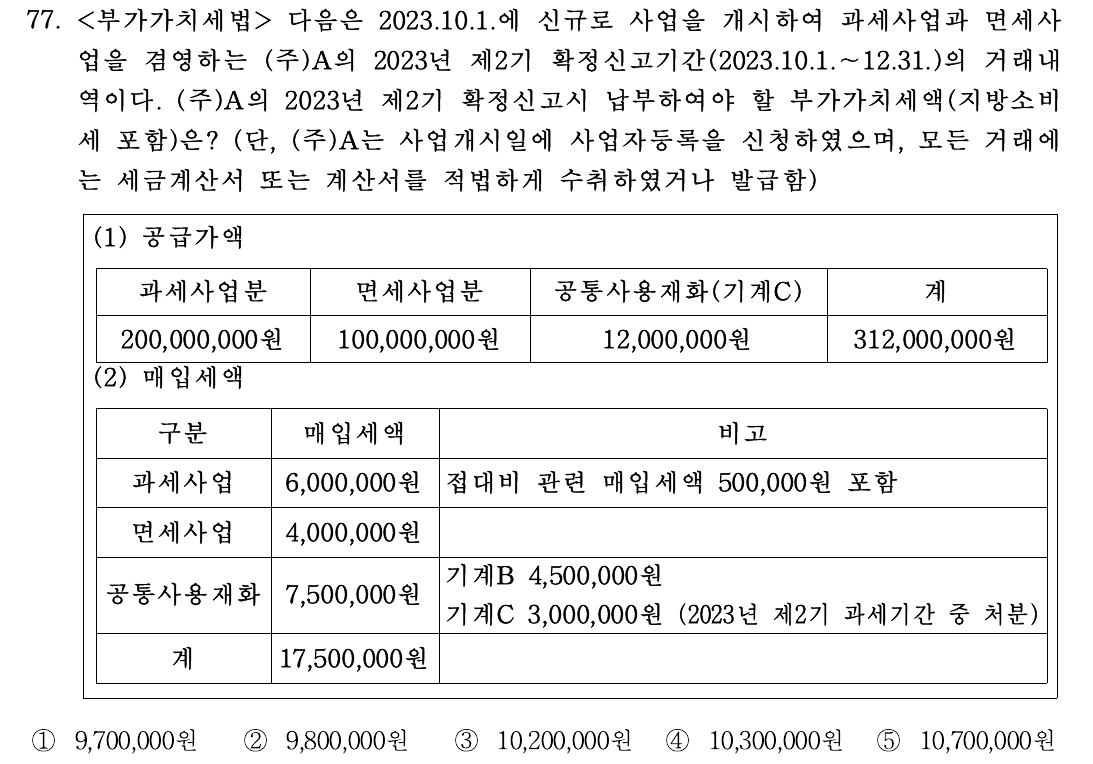 77. <부가가치세법> 다음은 2023.10.1.에 신규로 사업을 개시하여 과세사업과 면세사
업을 겸영하는 (주)A의 2023년 제2기 확정신고기간(2023.10.1.~12.31.)의 거래내
역이다. (주)A의 2023년 제2기 확정신고시 납부하여야 할 부가가치세액(지방소비
세 포함)은? (단, (주)A는 사업개시일에 사업자등록을 신청하였으며, 모든 거래에
는 세금계산서 또는 계산서를 적법하게 수취하였거나 발급함)
(1) 공급가액
과세사업분 면세사업분 공통사용재화(기계C) 계
200,000,000원 100,000,000원 12,000,000원 312,000,000원
(2) 매입세액
구분 매입세액 비고
과세사업 6,000,000원 접대비 관련 매입세액 500,000원 포함
면세사업 4,000,000원
공통사용재화 7,500,000원 기계B 4,500,000원
기계C 3,000,000원 (2023년 제2기 과세기간 중 처분)
계 17,500,000원
① 9,700,000원 ② 9,800,000원 ③ 10,200,000원 ④ 10,300,000원 ⑤ 10,700,000원